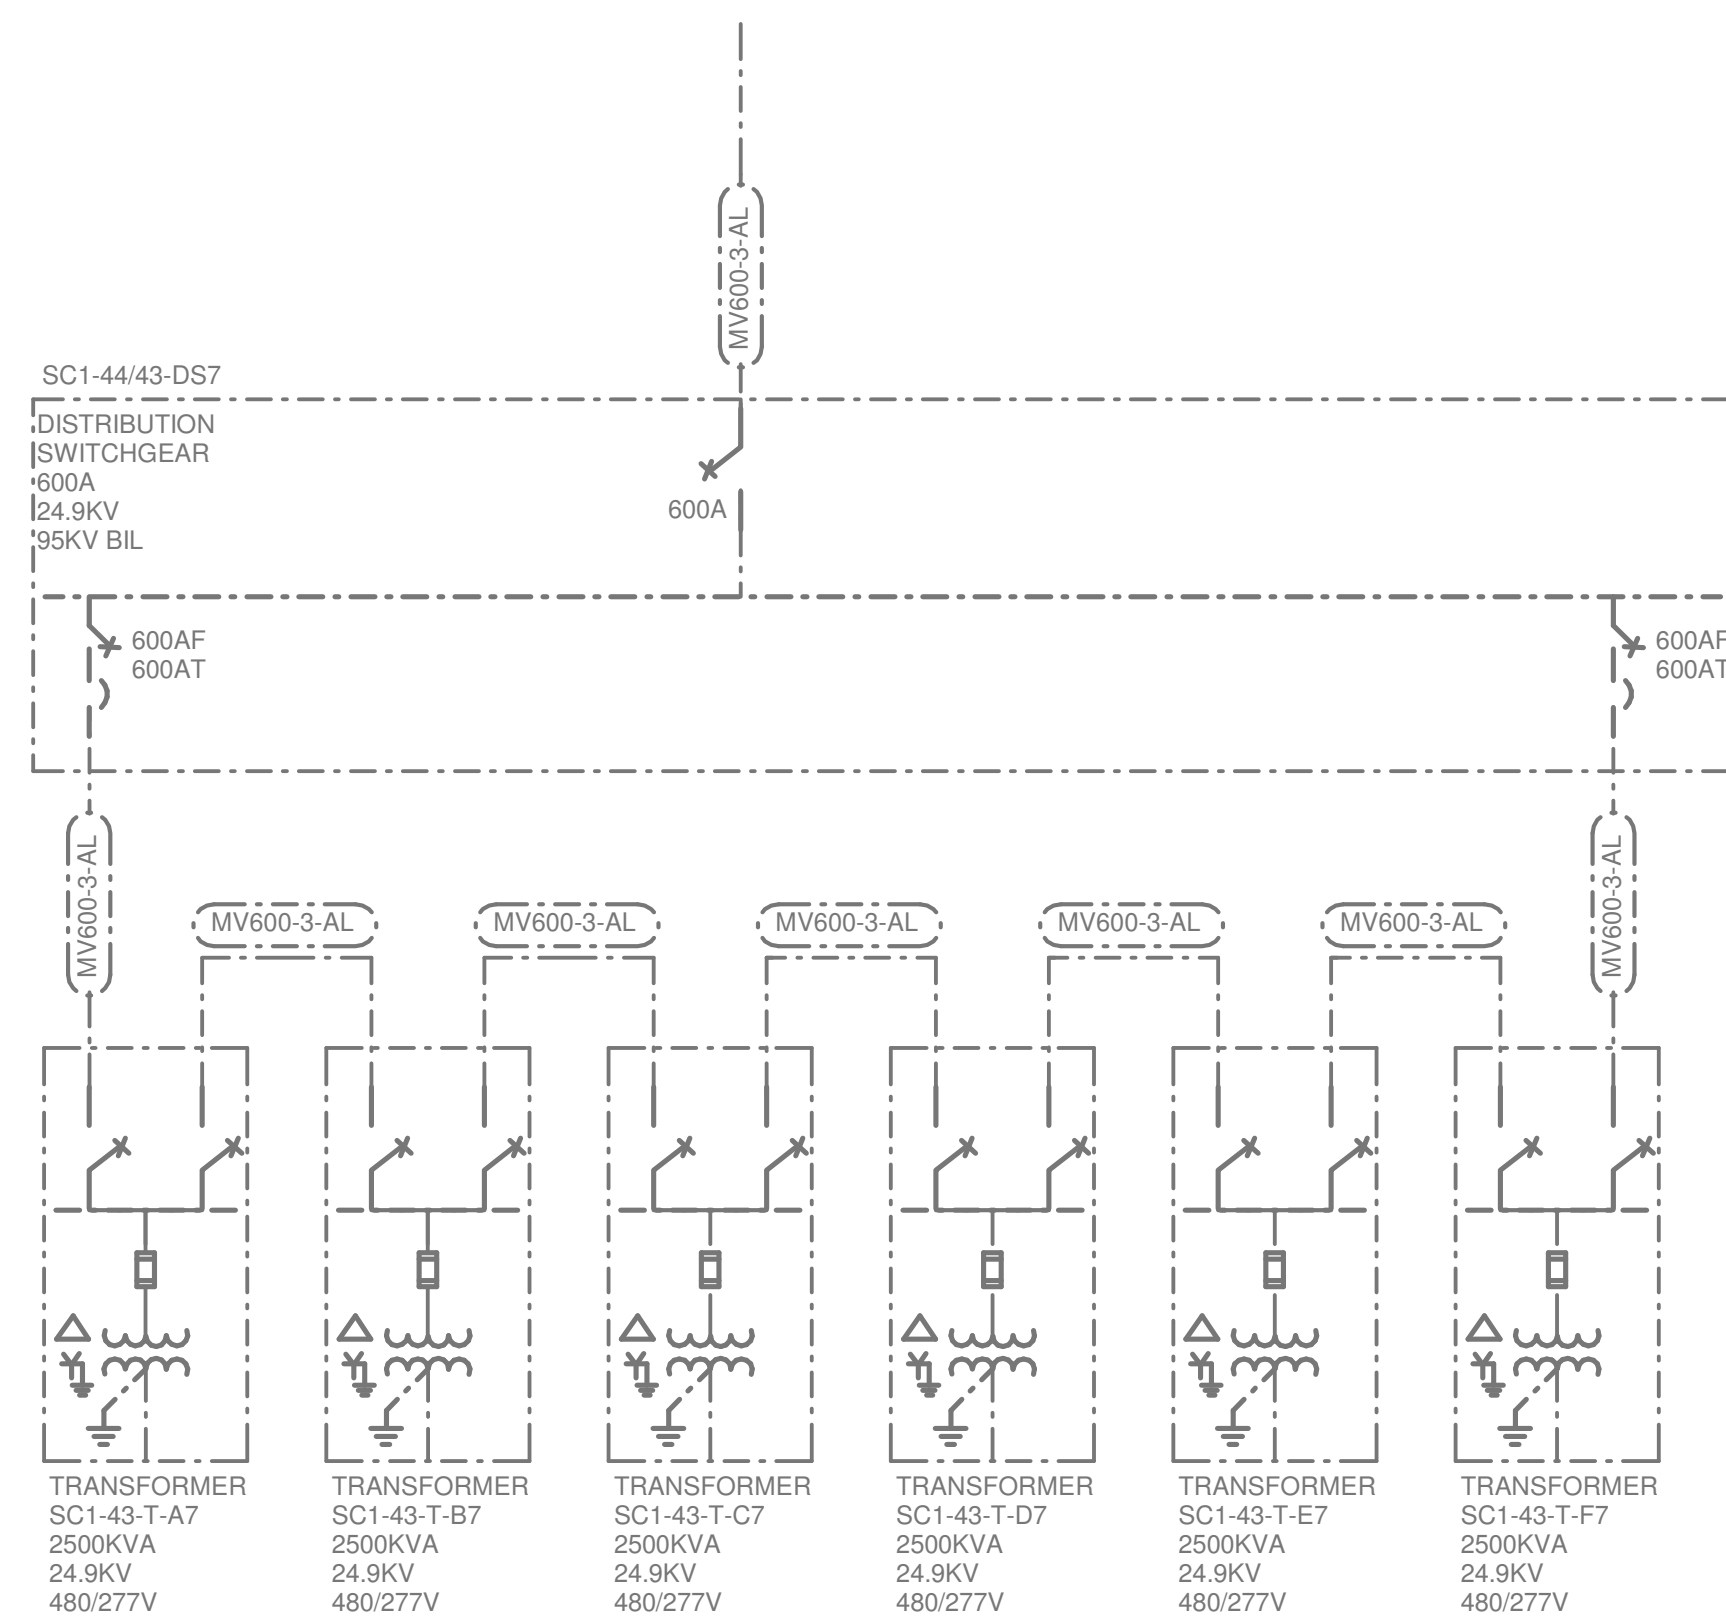 MV600-3-AL
SC1-44/43-DS7
DISTRIBUTION
SWITCHGEAR
600A
24.9KV
95KV BIL
600A
600AF
600AT
600AF
600AT
MV600-3-AL
MV600-3-AL
MV600-3-AL
MV600-3-AL
MV600-3-AL
MV600-3-AL
MV600-3-AL
TRANSFORMER
SC1-43-T-A7
2500KVA
24.9KV
480/277V
TRANSFORMER
SC1-43-T-B7
2500KVA
24.9KV
480/277V
TRANSFORMER
SC1-43-T-C7
2500KVA
24.9KV
480/277V
TRANSFORMER
SC1-43-T-D7
2500KVA
24.9KV
480/277V
TRANSFORMER
SC1-43-T-E7
2500KVA
24.9KV
480/277V
TRANSFORMER
SC1-43-T-F7
2500KVA
24.9KV
480/277V